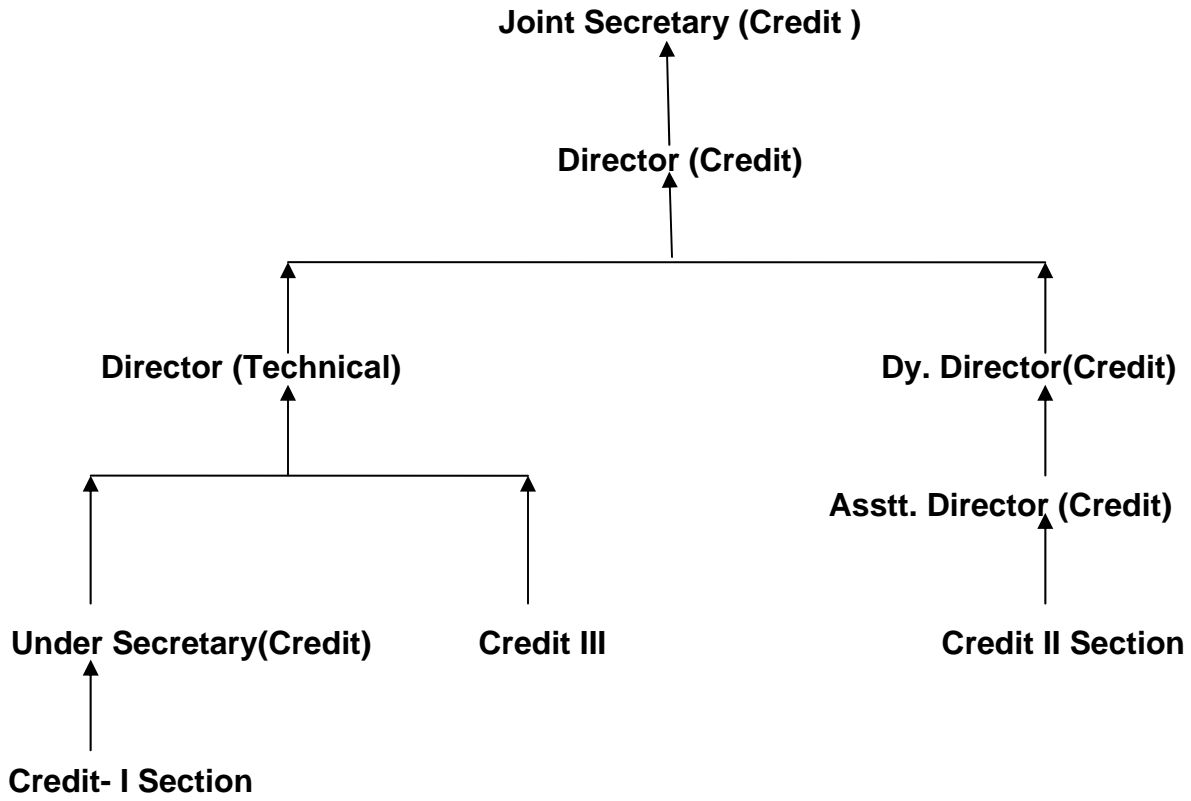 Joint Secretary (Credit )
Director (Credit)
Director (Technical)
Dy. Director(Credit)
Asstt. Director (Credit)
Under Secretary(Credit)
Credit III
Credit II Section
Credit- I Section